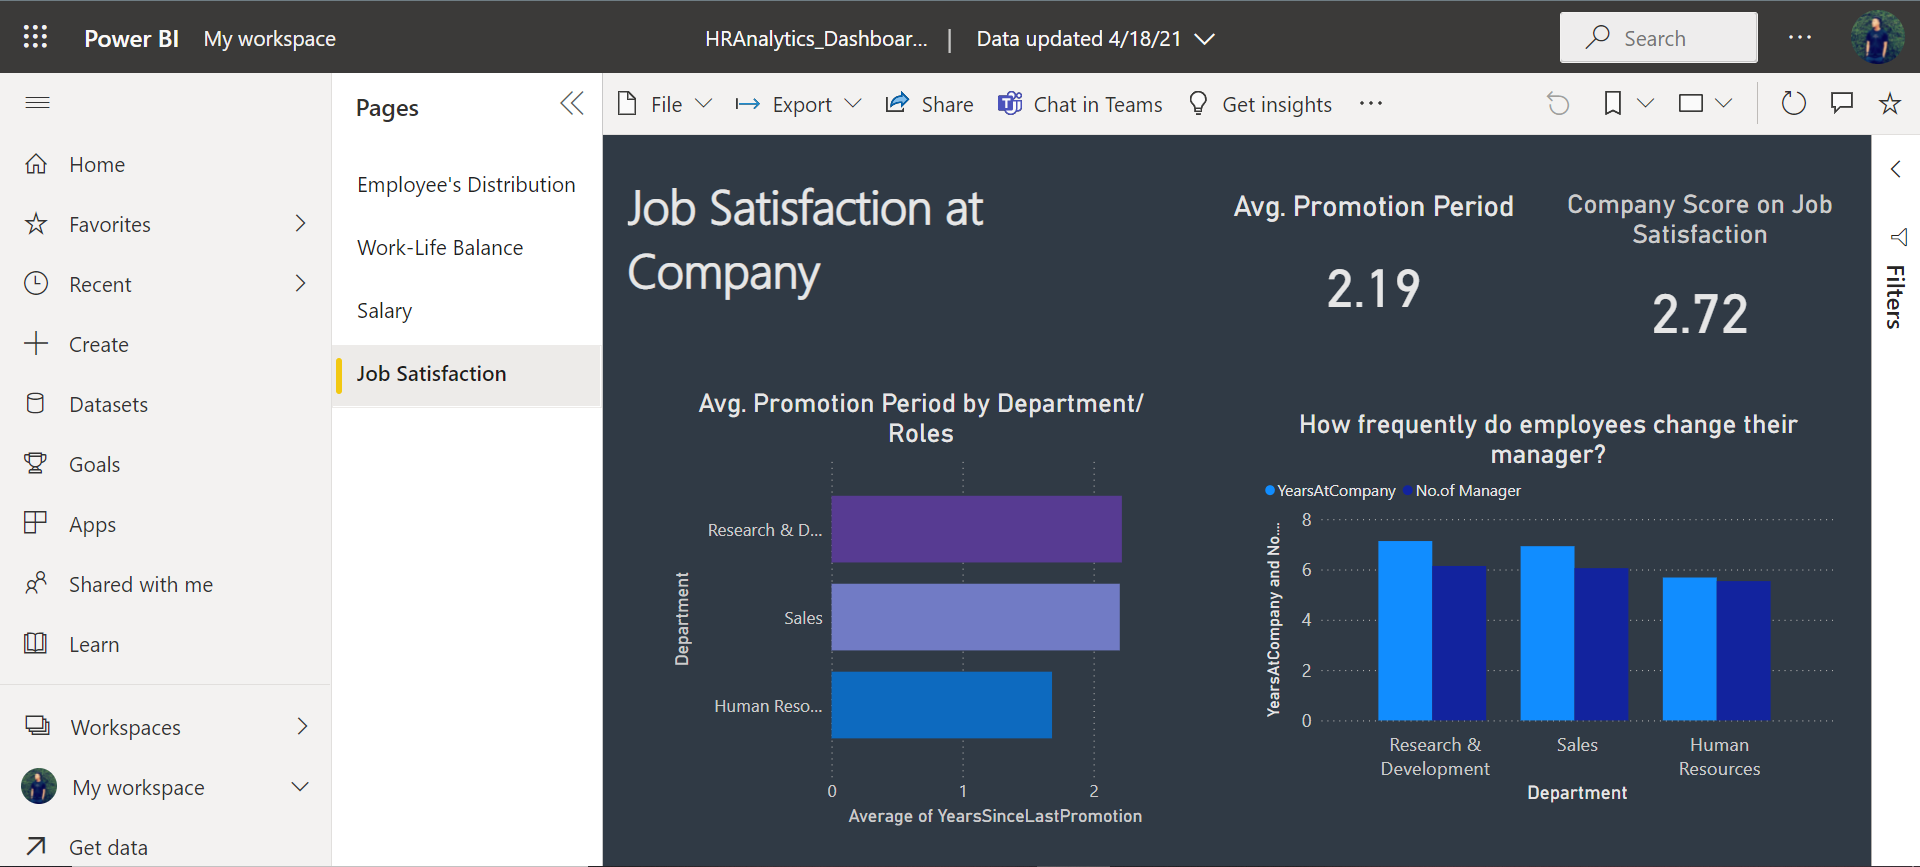 Power BI My workspace
HRAnalytics_Dashboar... | Data updated 4/18/21
Search
Home
Favorites
Recent
Create
Datasets
Goals
Apps
Shared with me
Learn
Workspaces
My workspace
Get data
Pages
Employee's Distribution
Work-Life Balance
Salary
Job Satisfaction
File
Export
Share
Chat in Teams
Get insights
Job Satisfaction at
Company
Avg. Promotion Period
2.19
Company Score on Job
Satisfaction
2.72
Avg. Promotion Period by Department/
Roles
Department
Research & D...
Sales
Human Reso...
0 1 2
Average of YearsSinceLastPromotion
How frequently do employees change their
manager?
YearsAtCompany No.of Manager
YearsAtCompany and No....
8
6
4
2
0
Research &
Development
Sales
Human
Resources
Department
Filters